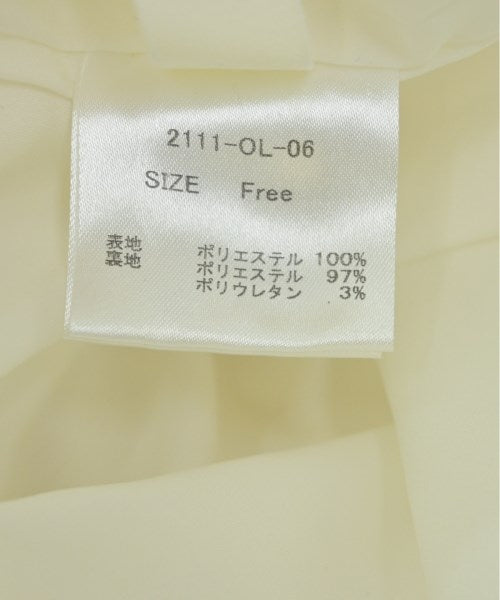 2111-OL-06
SIZE Free
表地 ポリエステル 100%
裏地 ポリエステル 97%
ポリウレタン 3%